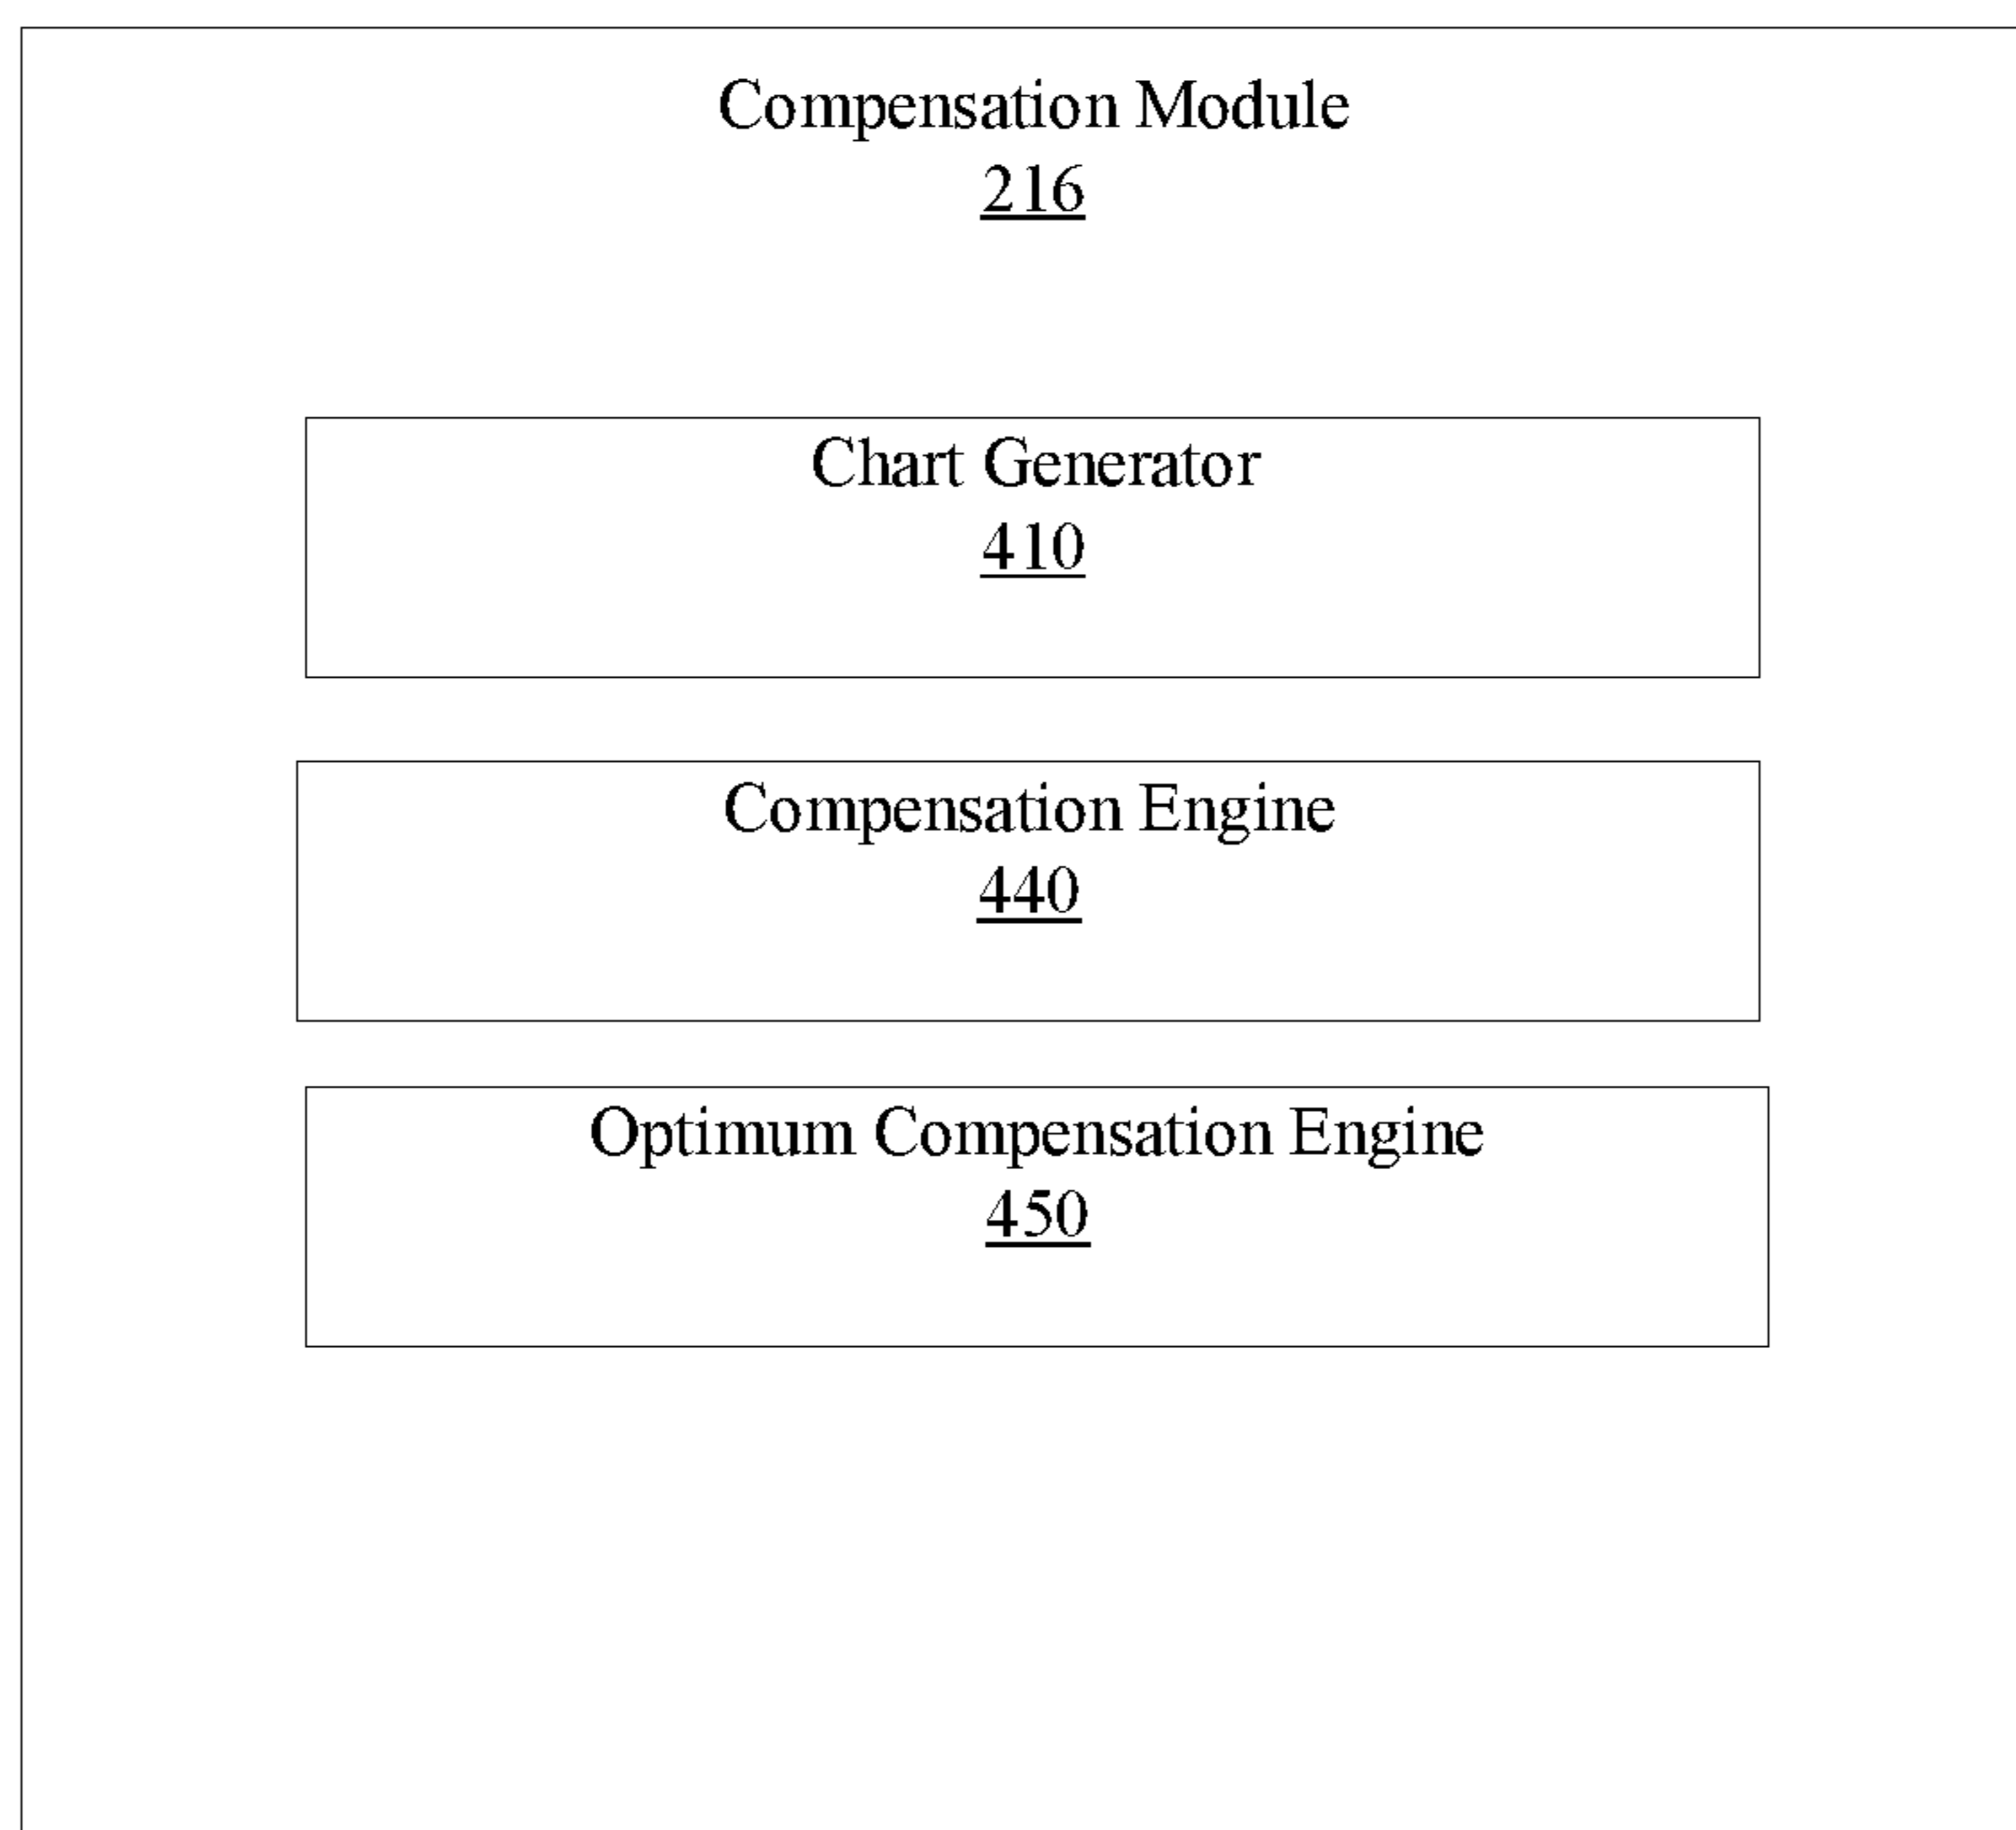 Compensation Module
216
Chart Generator
410
Compensation Engine
440
Optimum Compensation Engine
450